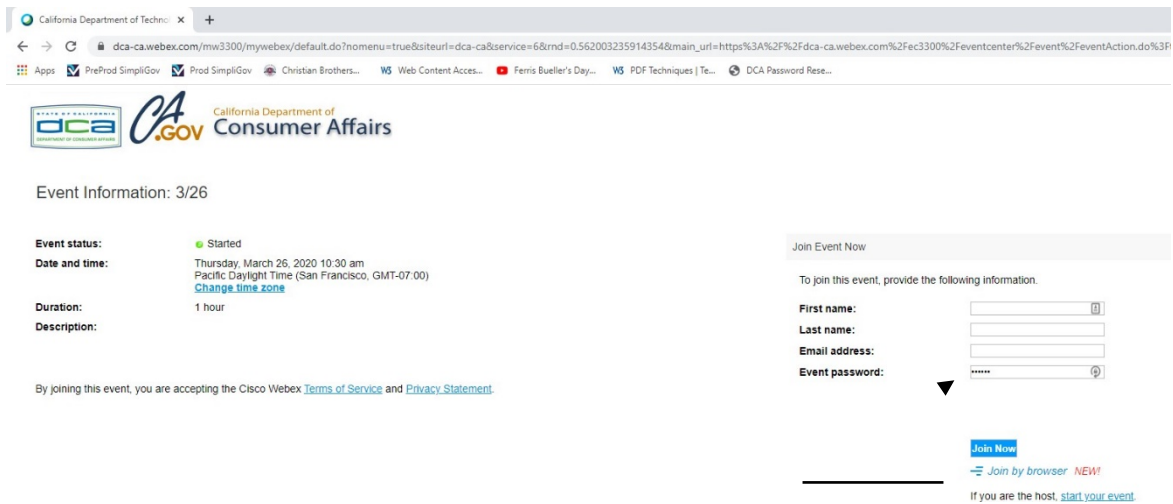 California Department of Techno
dca-ca.webex.com/mw3300/mywebex/default.do?nomenu=true&siteurl=dca-ca&service=6&rnd=0.562003235914354&main_url=https%3A%2F%2Fdca-ca.webex.com%2Fec3300%2Feventcenter%2Fevent%2FeventAction.do%3F
Apps PreProd SimpliGov Prod SimpliGov Christian Brothers... Web Content Acces... Ferris Bueller's Day... PDF Techniques | Te... DCA Password Rese...
STATE OF CALIFORNIA
dca
DEPARTMENT OF CONSUMER AFFAIRS
CA
.GOV
California Department of
Consumer Affairs
Event Information: 3/26
Event status: Started
Date and time: Thursday, March 26, 2020 10:30 am
Pacific Daylight Time (San Francisco, GMT-07:00)
Change time zone
Duration: 1 hour
Description:
By joining this event, you are accepting the Cisco Webex Terms of Service and Privacy Statement.
Join Event Now
To join this event, provide the following information.
First name:
Last name:
Email address:
Event password: ••••••
Join Now
Join by browser NEW!
If you are the host, start your event.